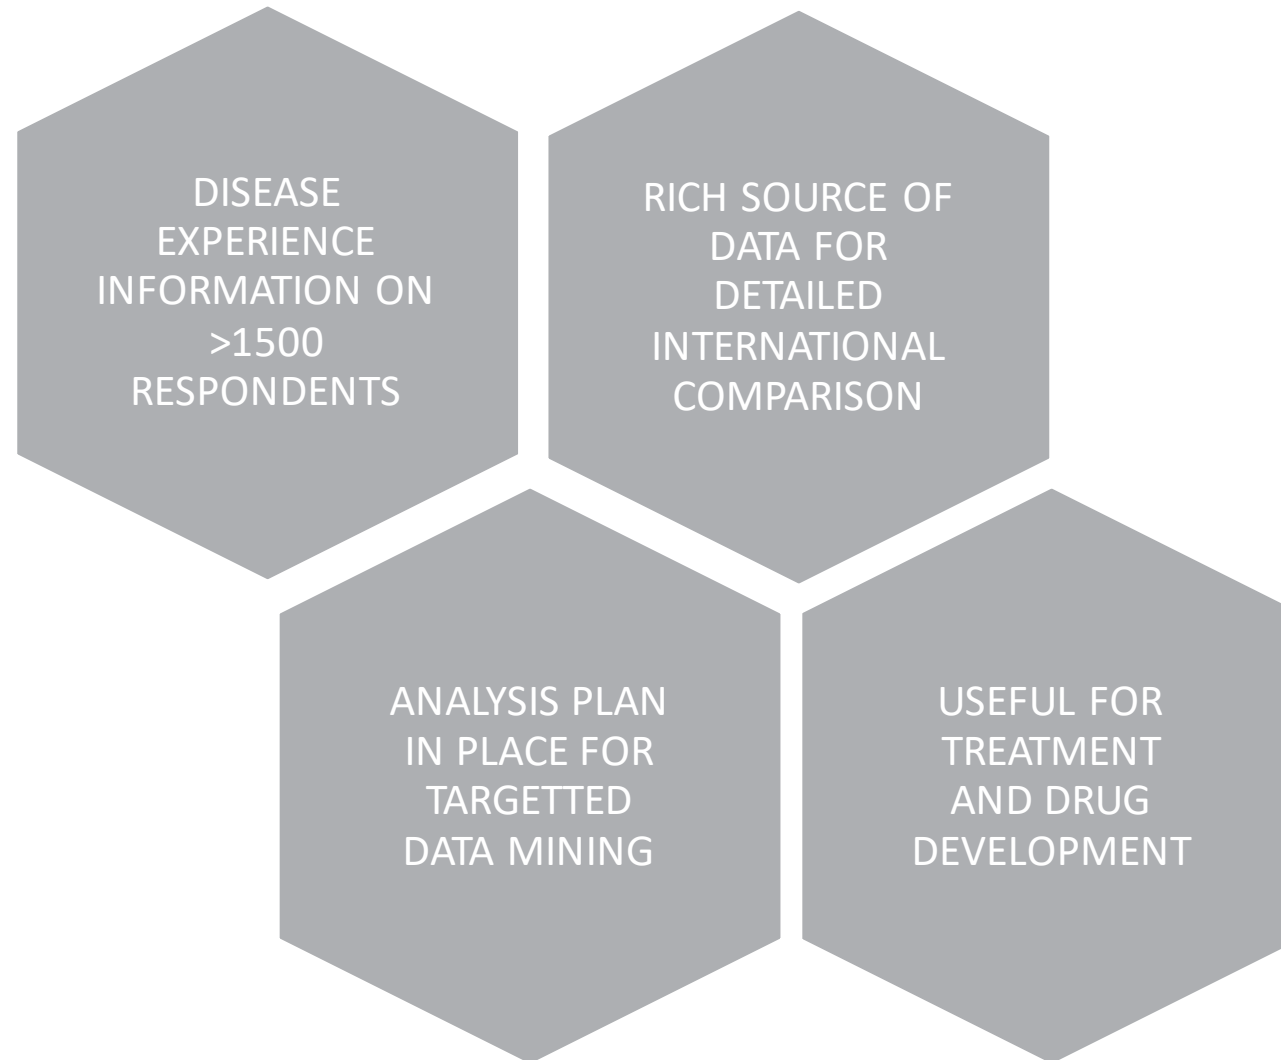 DISEASE
EXPERIENCE
INFORMATION ON
>1500
RESPONDENTS
RICH SOURCE OF
DATA FOR
DETAILED
INTERNATIONAL
COMPARISON
ANALYSIS PLAN
IN PLACE FOR
TARGETTED
DATA MINING
USEFUL FOR
TREATMENT
AND DRUG
DEVELOPMENT